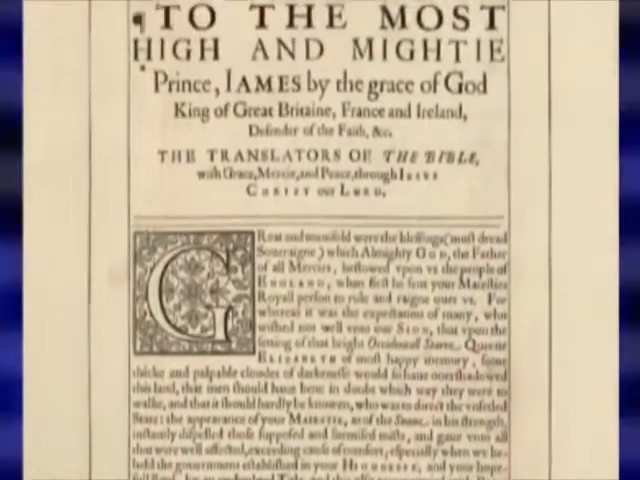 ¶ TO THE MOST
HIGH AND MIGHTIE
Prince, IAMES by the grace of God
King of Great Britaine, France and Ireland,
Defender of the Faith, &c.
THE TRANSLATORS OF THE BIBLE,
wish Grace, Mercie, and Peace, through IESVS
CHRIST our LORD.
GReat and manifold were the blessings (most dread
Soueraigne) which Almighty GOD, the Father
of all Mercies, bestowed vpon vs the people of
ENGLAND, when first he sent your Maiesties
Royall person to rule and raigne ouer vs. For
whereas it was the expectation of many, who
wished not well vnto our SION, that vpon the
setting of that bright Occidentall Starre, Queene
ELIZABETH of most happy memory, some
thicke and palpable cloudes of darkenesse would so haue ouershadowed
this land, that men should haue bene in doubt which way they were to
walke, and that it should hardly be knowen, who was to direct the vnsetled
State: the appearance of your MAIESTIE, as of the Sunne in his strength,
instantly dispelled those supposed and surmised mists, and gaue vnto all
that were well affected, exceeding cause of comfort; especially when we be-
held the gouernment established in your HIGHNESSE, and your hope-